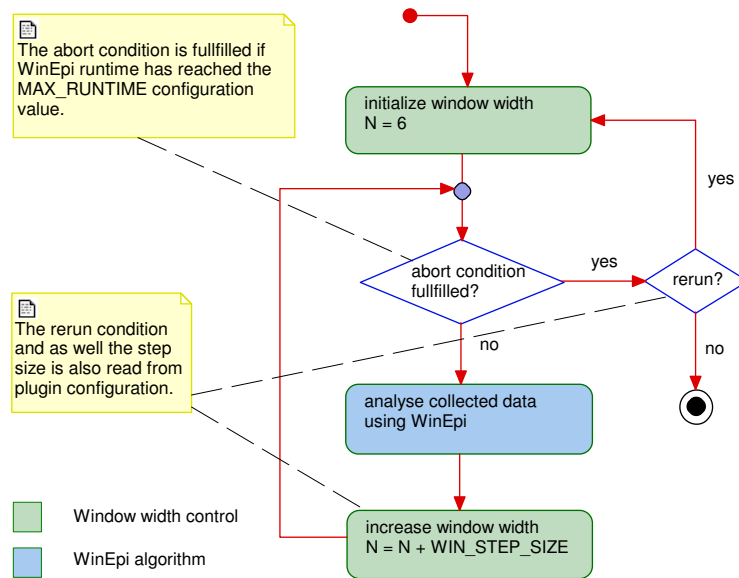 The abort condition is fullfilled if
WinEpi runtime has reached the
MAX_RUNTIME configuration
value.
initialize window width
N = 6
yes
abort condition
fullfilled?
yes
rerun?
The rerun condition
and as well the step
size is also read from
plugin configuration.
no
no
analyse collected data
using WinEpi
Window width control
increase window width
N = N + WIN_STEP_SIZE
WinEpi algorithm